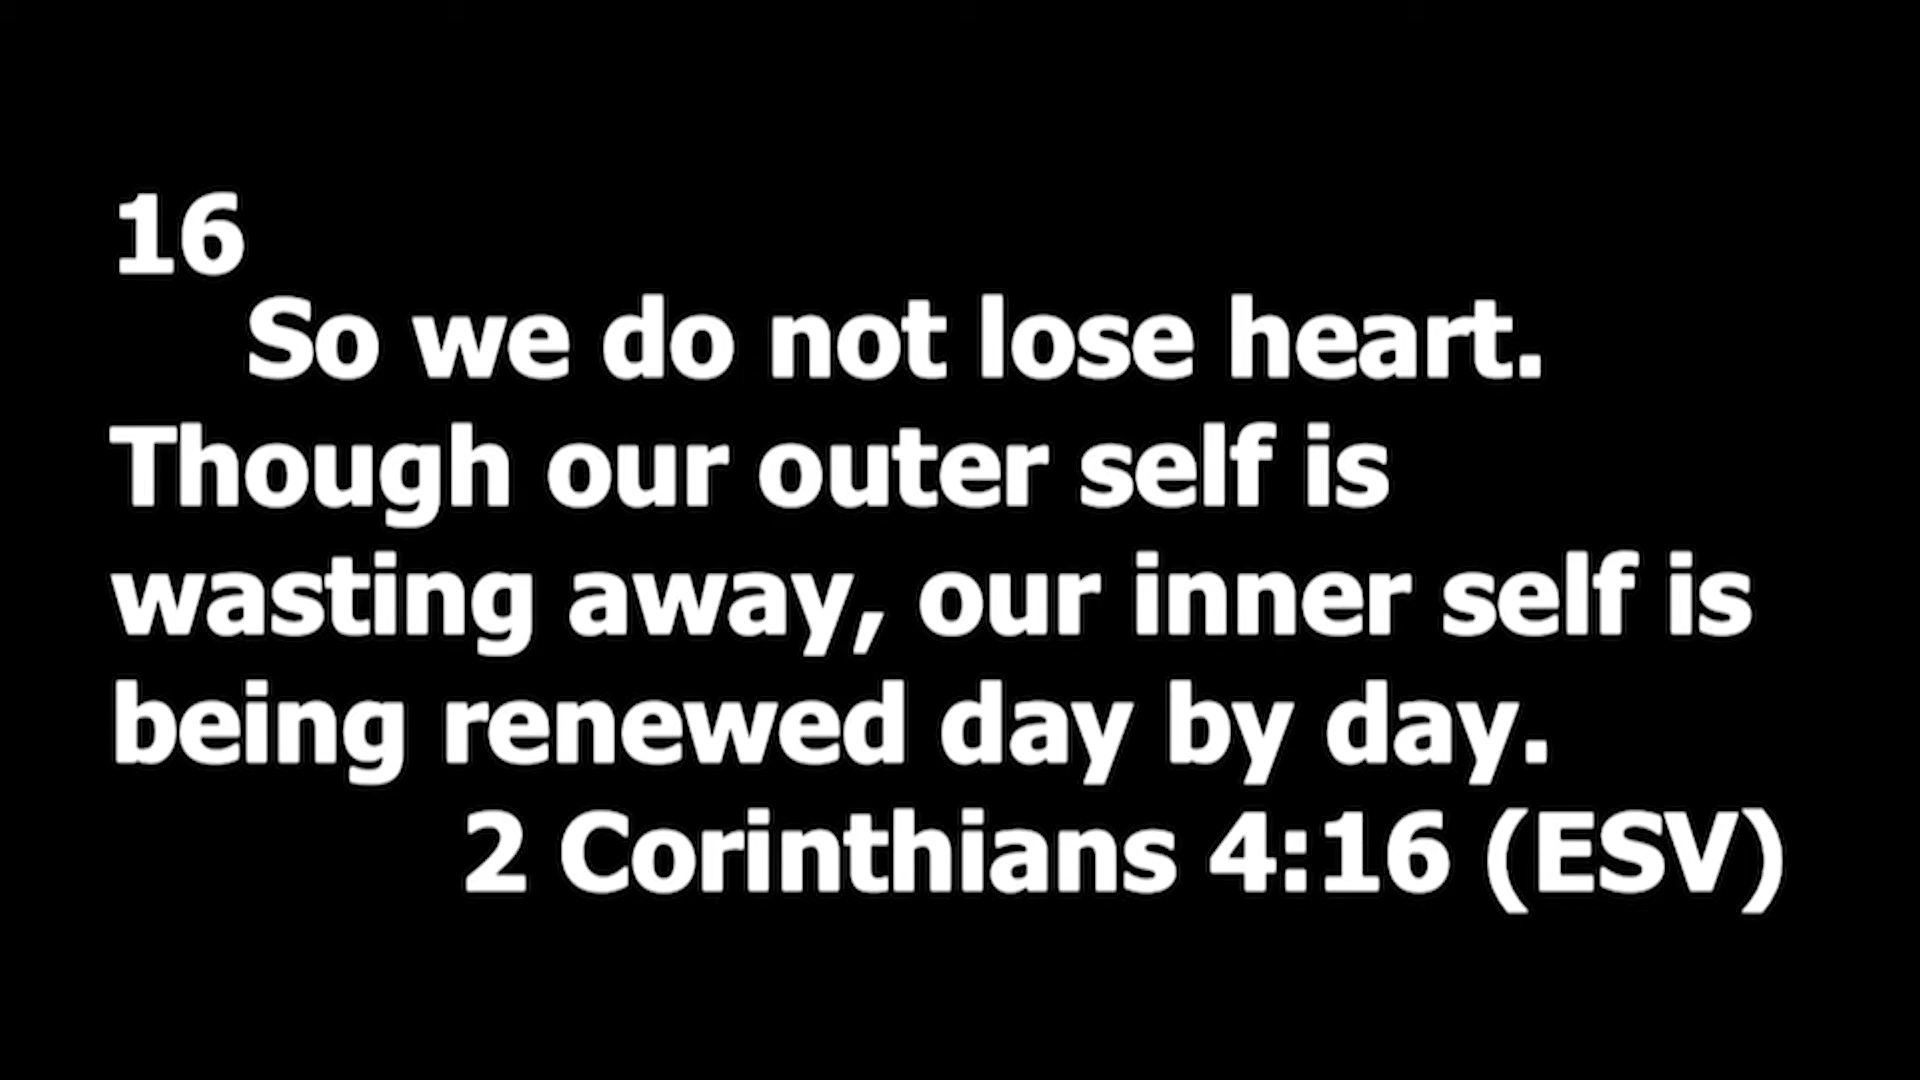 16
So we do not lose heart.
Though our outer self is
wasting away, our inner self is
being renewed day by day.
2 Corinthians 4:16 (ESV)